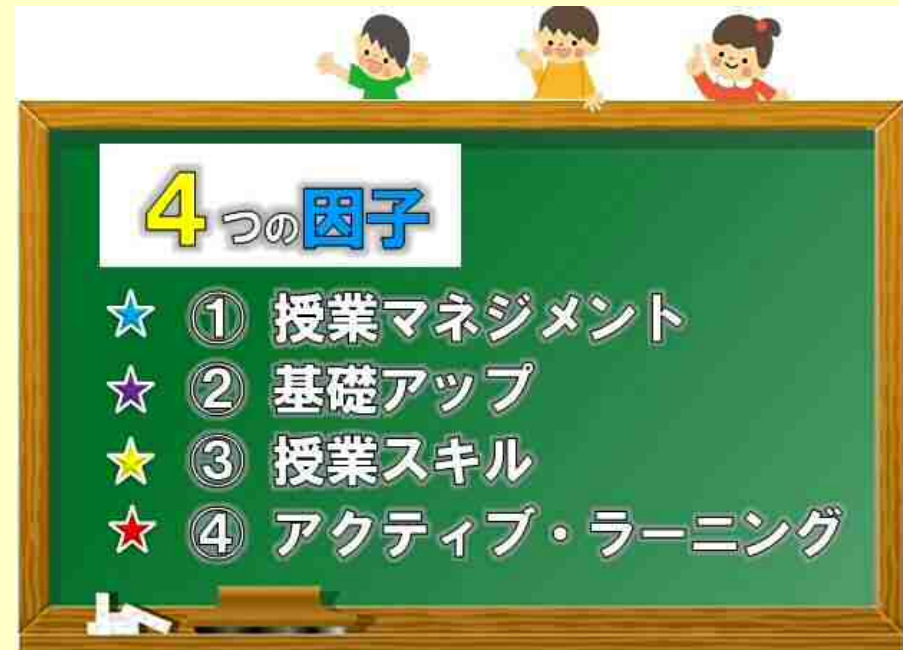 4つの因子
① 授業マネジメント
② 基礎アップ
③ 授業スキル
④ アクティブ・ラーニング